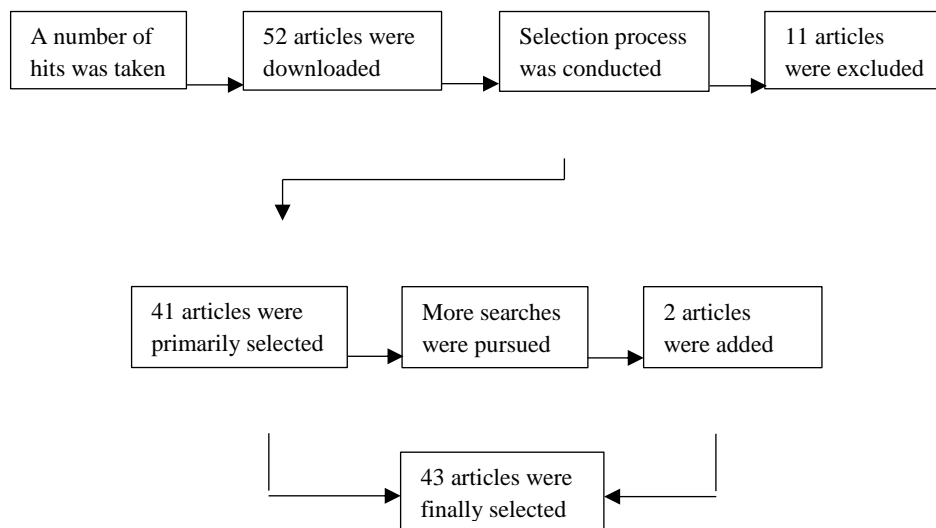 A number of
hits was taken
52 articles were
downloaded
Selection process
was conducted
11 articles
were excluded
41 articles were
primarily selected
More searches
were pursued
2 articles
were added
43 articles were
finally selected